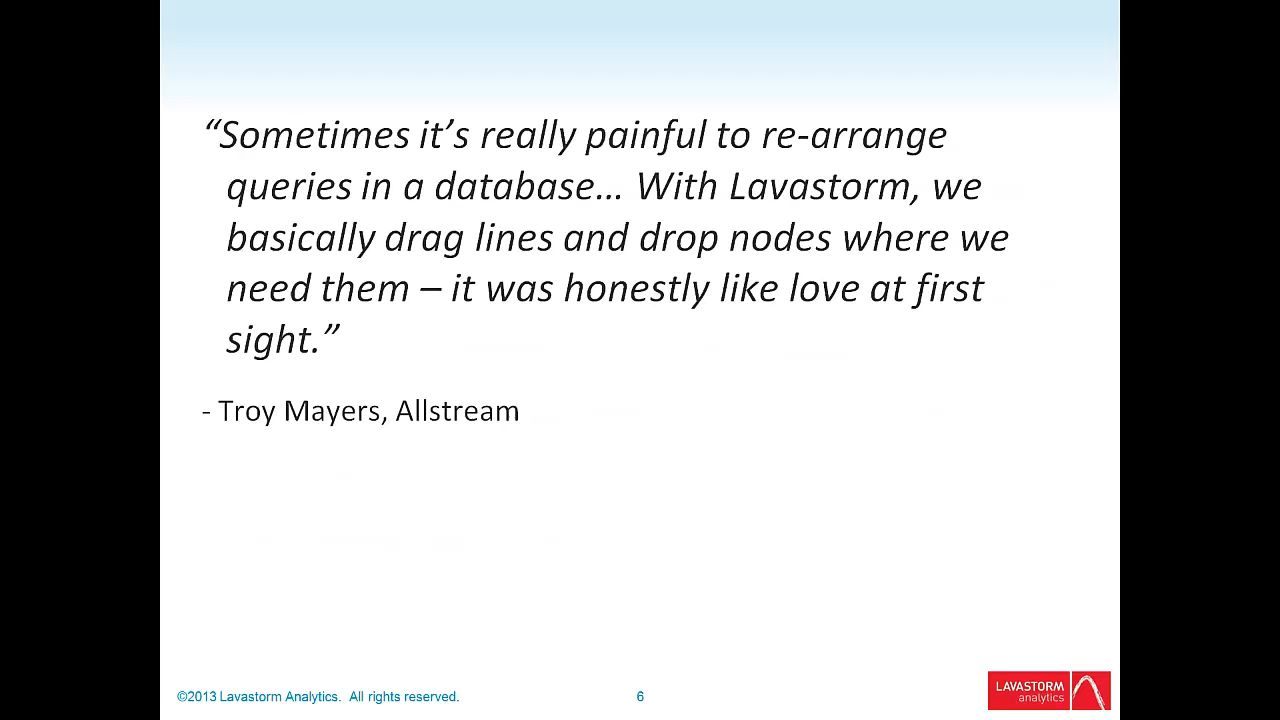 “Sometimes it’s really painful to re-arrange
queries in a database… With Lavastorm, we
basically drag lines and drop nodes where we
need them – it was honestly like love at first
sight.”
- Troy Mayers, Allstream
©2013 Lavastorm Analytics. All rights reserved.
6
LAVASTORM
analytics